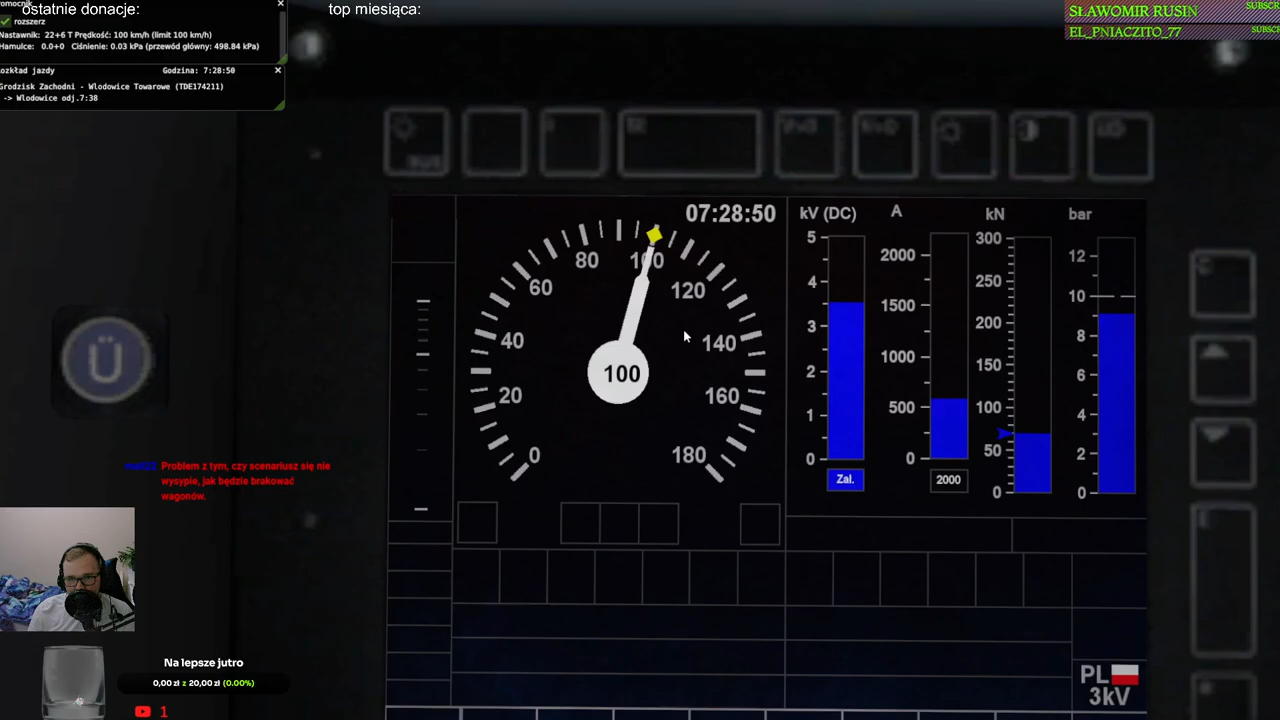 ostatnie donacje:
top miesiąca:
rozszerz
Nastawnik: 22+6 T Prędkość: 100 km/h (limit 100 km/h)
Hamulce: 0.0+0 Ciśnienie: 0.03 kPa (przewód główny: 498.84 kPa)
Godzina: 7:28:50
Grodzisk Zachodni - Wlodowice Towarowe (TDE174211)
-> Wlodowice odj.7:38
SŁAWOMIR RUSIN
EL_PNIACZITO_77
07:28:50
kV (DC)
A
kN
bar
0
20
40
60
80
100
120
140
160
180
100
5
4
3
2
1
0
Zal.
2000
1500
1000
500
0
2000
300
250
200
150
100
50
0
12
10
8
6
4
2
0
Ü
Problem z tym, czy scenariusz się nie
wysypie, jak będzie brakować
wagonów.
Na lepsze jutro
0,00 zł z 20,00 zł (0.00%)
1
PL
3kV